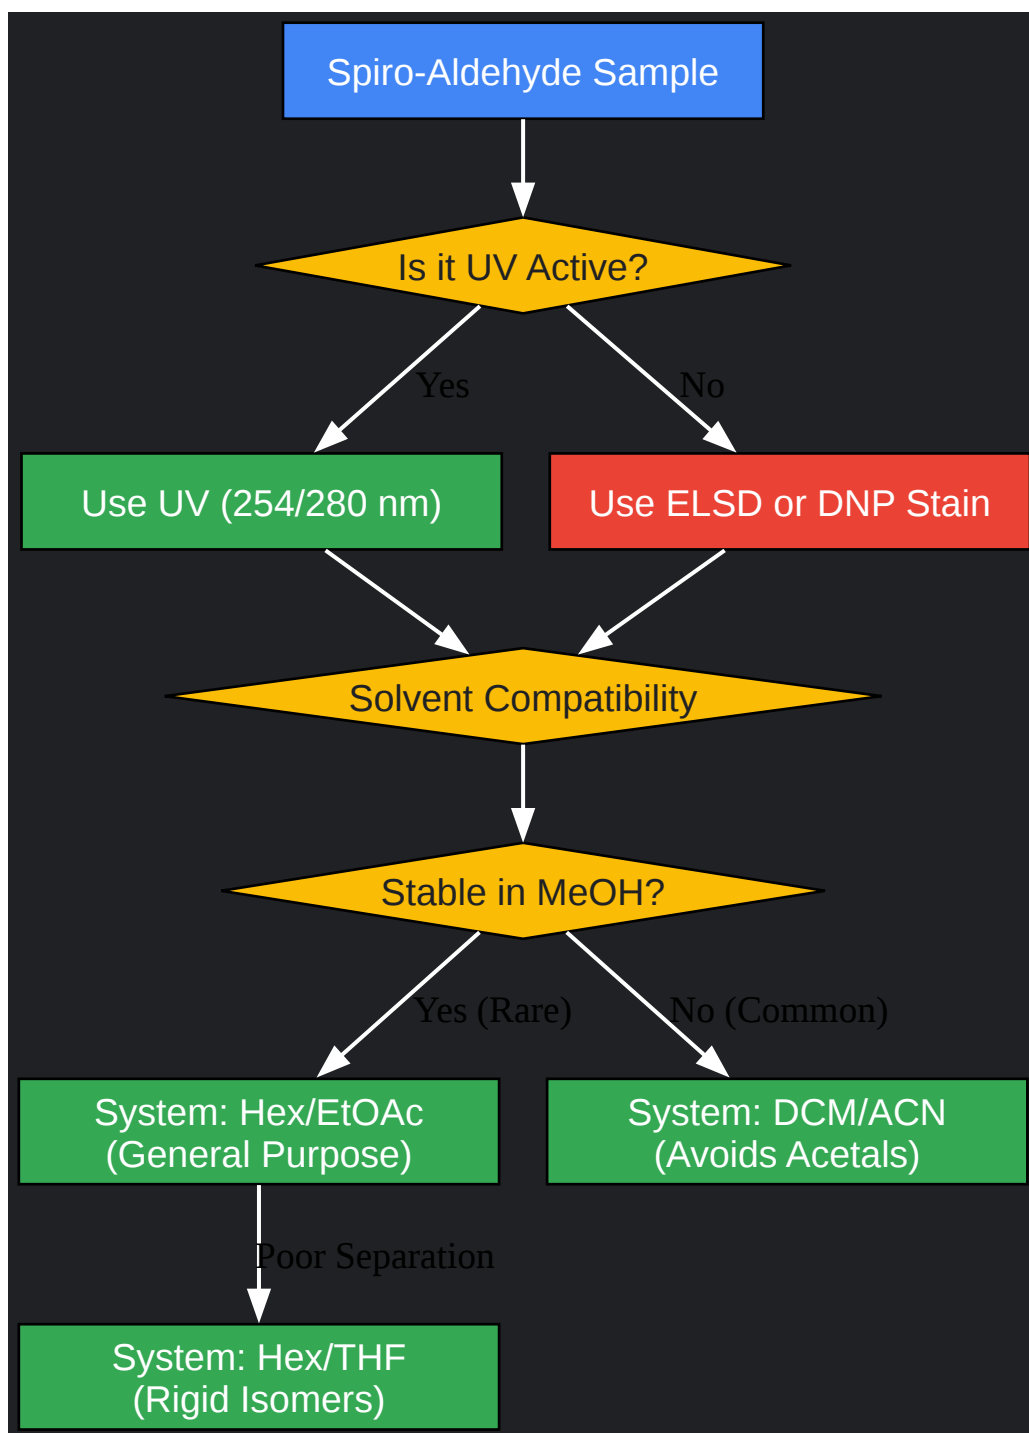 Spiro-Aldehyde Sample
Is it UV Active?
Yes
No
Use UV (254/280 nm)
Use ELSD or DNP Stain
Solvent Compatibility
Stable in MeOH?
Yes (Rare)
No (Common)
System: Hex/EtOAc
(General Purpose)
System: DCM/ACN
(Avoids Acetals)
Poor Separation
System: Hex/THF
(Rigid Isomers)